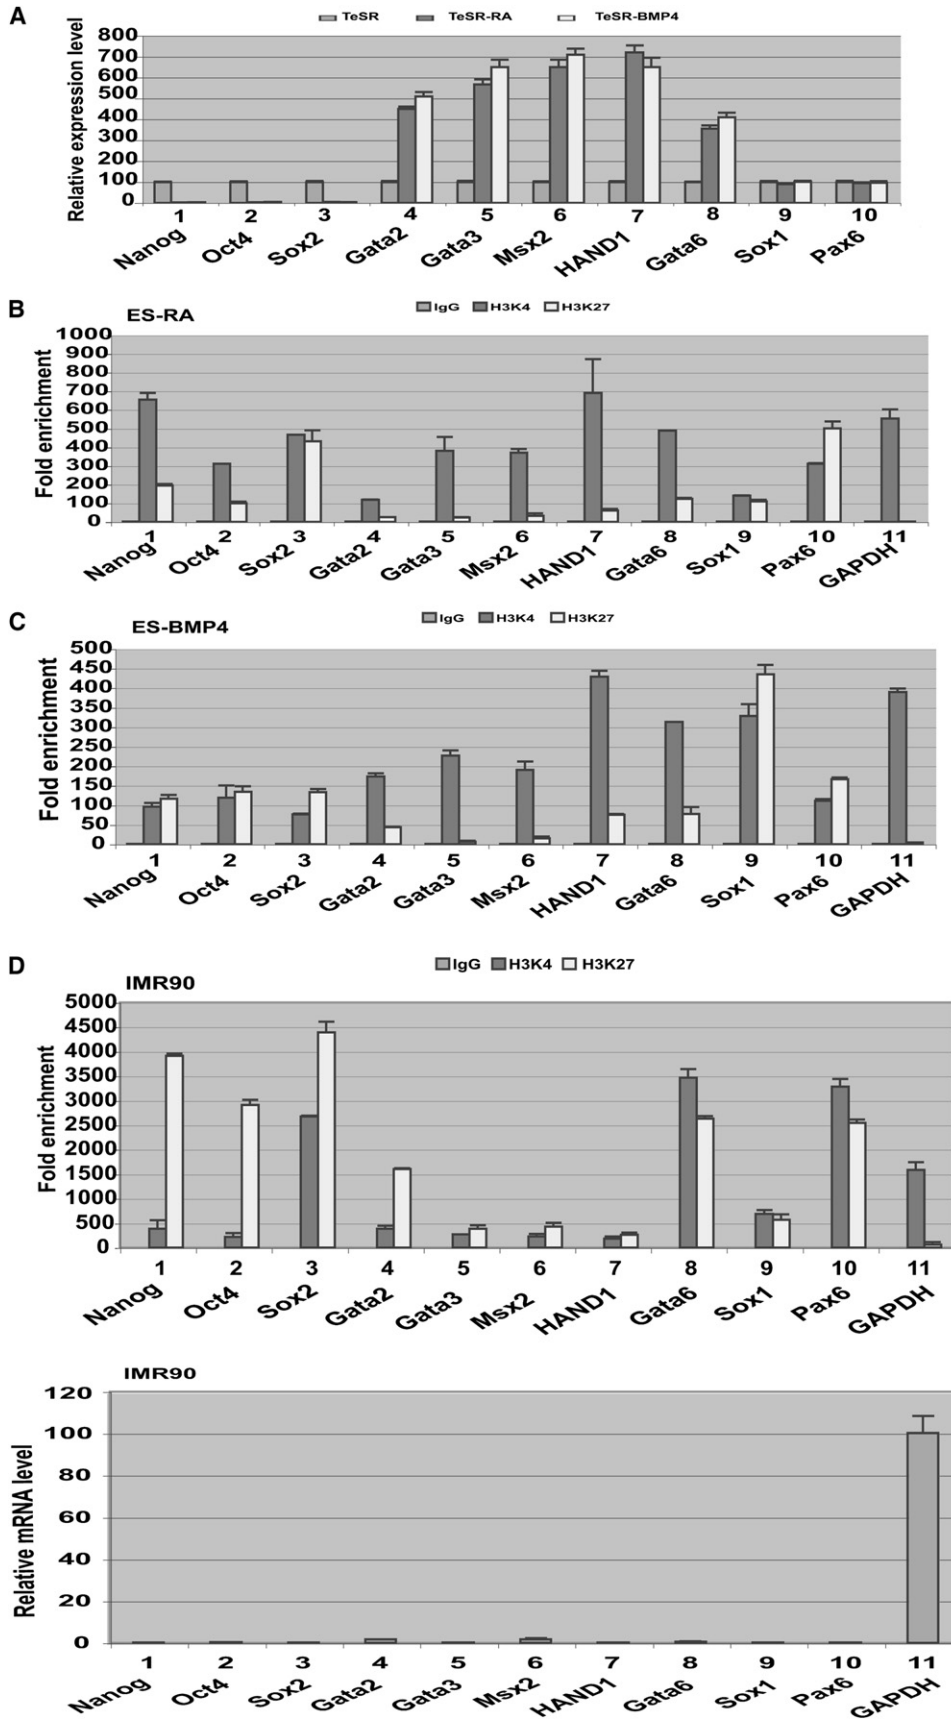 A
TeSR TeSR-RA TeSR-BMP4
Relative expression level
800
700
600
500
400
300
200
100
0
1 2 3 4 5 6 7 8 9 10
Nanog Oct4 Sox2 Gata2 Gata3 Msx2 HAND1 Gata6 Sox1 Pax6
B
ES-RA
IgG H3K4 H3K27
Fold enrichment
1000
900
800
700
600
500
400
300
200
100
0
1 2 3 4 5 6 7 8 9 10 11
Nanog Oct4 Sox2 Gata2 Gata3 Msx2 HAND1 Gata6 Sox1 Pax6 GAPDH
C
ES-BMP4
IgG H3K4 H3K27
Fold enrichment
500
450
400
350
300
250
200
150
100
50
0
1 2 3 4 5 6 7 8 9 10 11
Nanog Oct4 Sox2 Gata2 Gata3 Msx2 HAND1 Gata6 Sox1 Pax6 GAPDH
D
IMR90
IgG H3K4 H3K27
Fold enrichment
5000
4500
4000
3500
3000
2500
2000
1500
1000
500
0
1 2 3 4 5 6 7 8 9 10 11
Nanog Oct4 Sox2 Gata2 Gata3 Msx2 HAND1 Gata6 Sox1 Pax6 GAPDH
IMR90
Relative mRNA level
120
100
80
60
40
20
0
1 2 3 4 5 6 7 8 9 10 11
Nanog Oct4 Sox2 Gata2 Gata3 Msx2 HAND1 Gata6 Sox1 Pax6 GAPDH